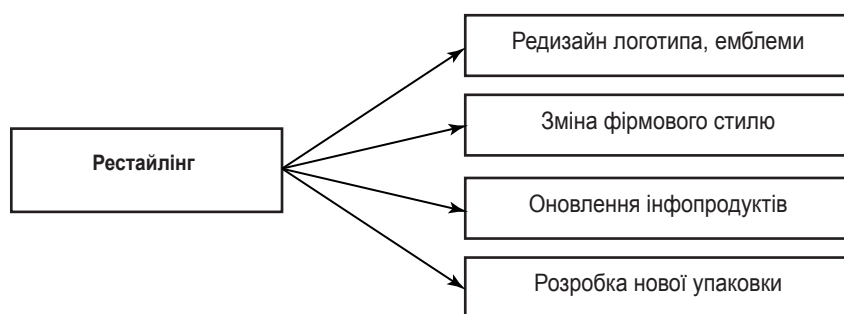 Редизайн логотипа, емблеми
Зміна фірмового стилю
Рестайлінг
Оновлення інфопродуктів
Розробка нової упаковки